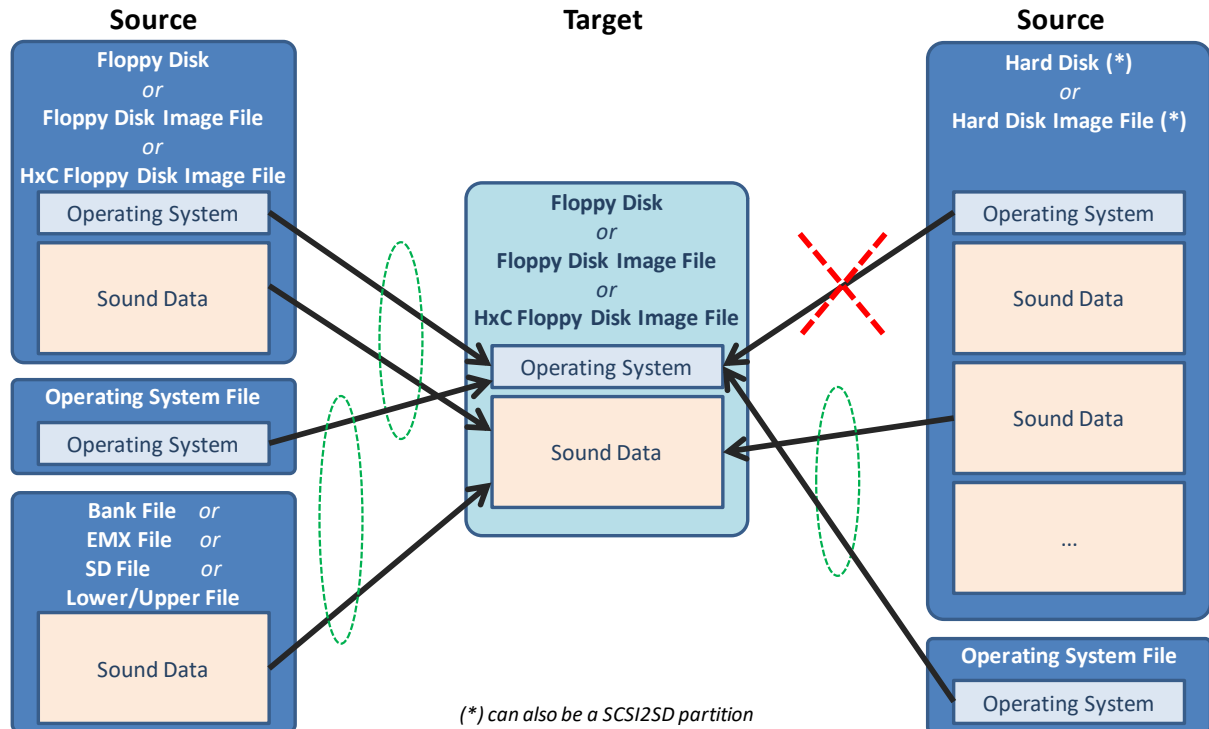 Source
Target
Source
Floppy Disk
or
Floppy Disk Image File
or
HxC Floppy Disk Image File
Operating System
Sound Data
Operating System File
Operating System
Bank File or
EMX File or
SD File or
Lower/Upper File
Sound Data
Floppy Disk
or
Floppy Disk Image File
or
HxC Floppy Disk Image File
Operating System
Sound Data
(*) can also be a SCSI2SD partition
Hard Disk (*)
or
Hard Disk Image File (*)
Operating System
Sound Data
Sound Data
...
Operating System File
Operating System